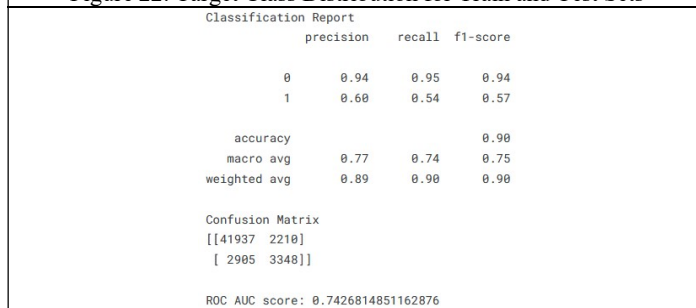 Figure 22: Target Class Distribution for Train and Test Sets
Classification Report
precision recall f1-score
0 0.94 0.95 0.94
1 0.60 0.54 0.57
accuracy 0.90
macro avg 0.77 0.74 0.75
weighted avg 0.89 0.90 0.90
Confusion Matrix
[[41937 2210]
[ 2905 3348]]
ROC AUC score: 0.7426814851162876